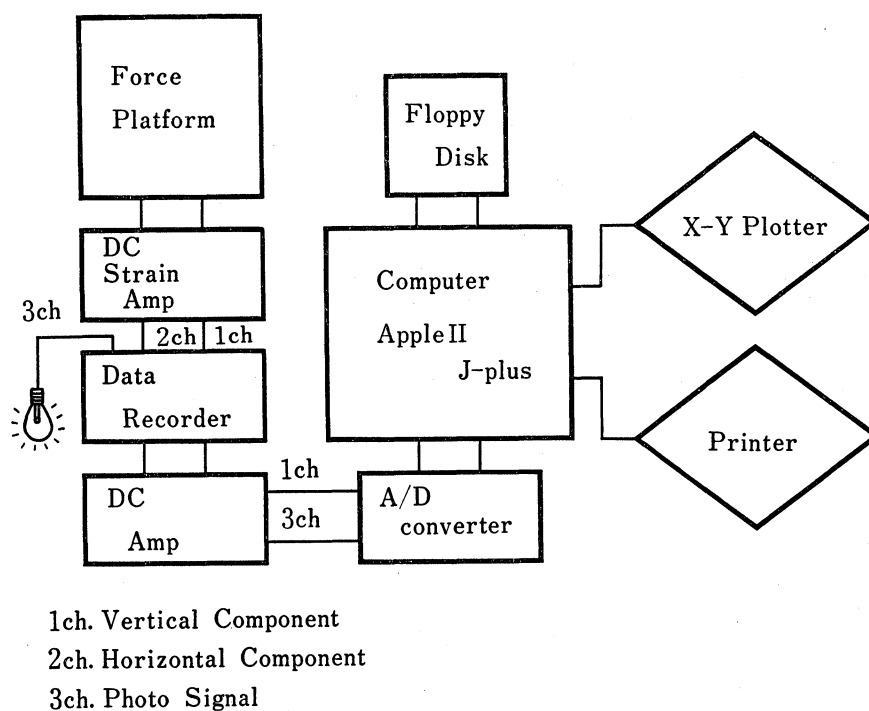 Force
Platform
DC
Strain
Amp
3ch
2ch 1ch
Data
Recorder
DC
Amp
1ch
3ch
Floppy
Disk
Computer
Apple II
J-plus
A/D
converter
X-Y Plotter
Printer
1ch. Vertical Component
2ch. Horizontal Component
3ch. Photo Signal